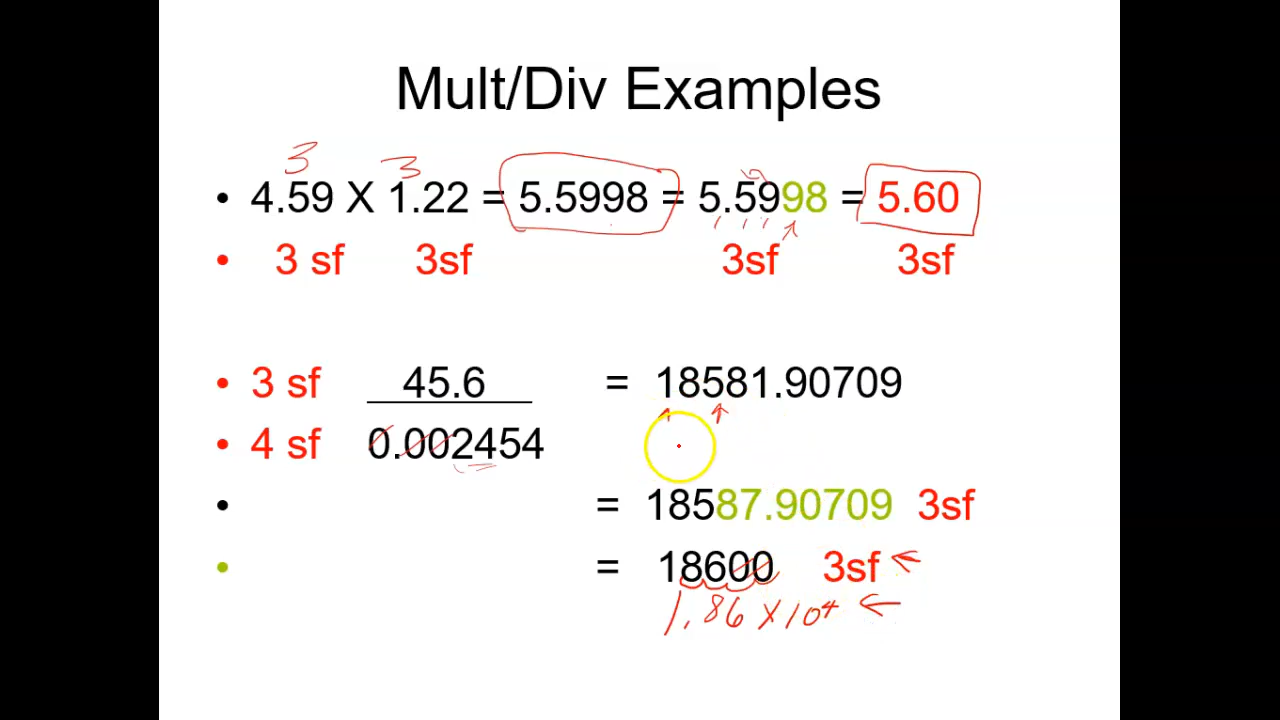 Mult/Div Examples
3 3
• 4.59 X 1.22 = 5.5998 = 5.5998 = 5.60
• 3 sf 3sf 3sf 3sf
• 3 sf 45.6 = 18581.90709
• 4 sf 0.002454
• = 18587.90709 3sf
• = 18600 3sf
1.86 X 10⁴